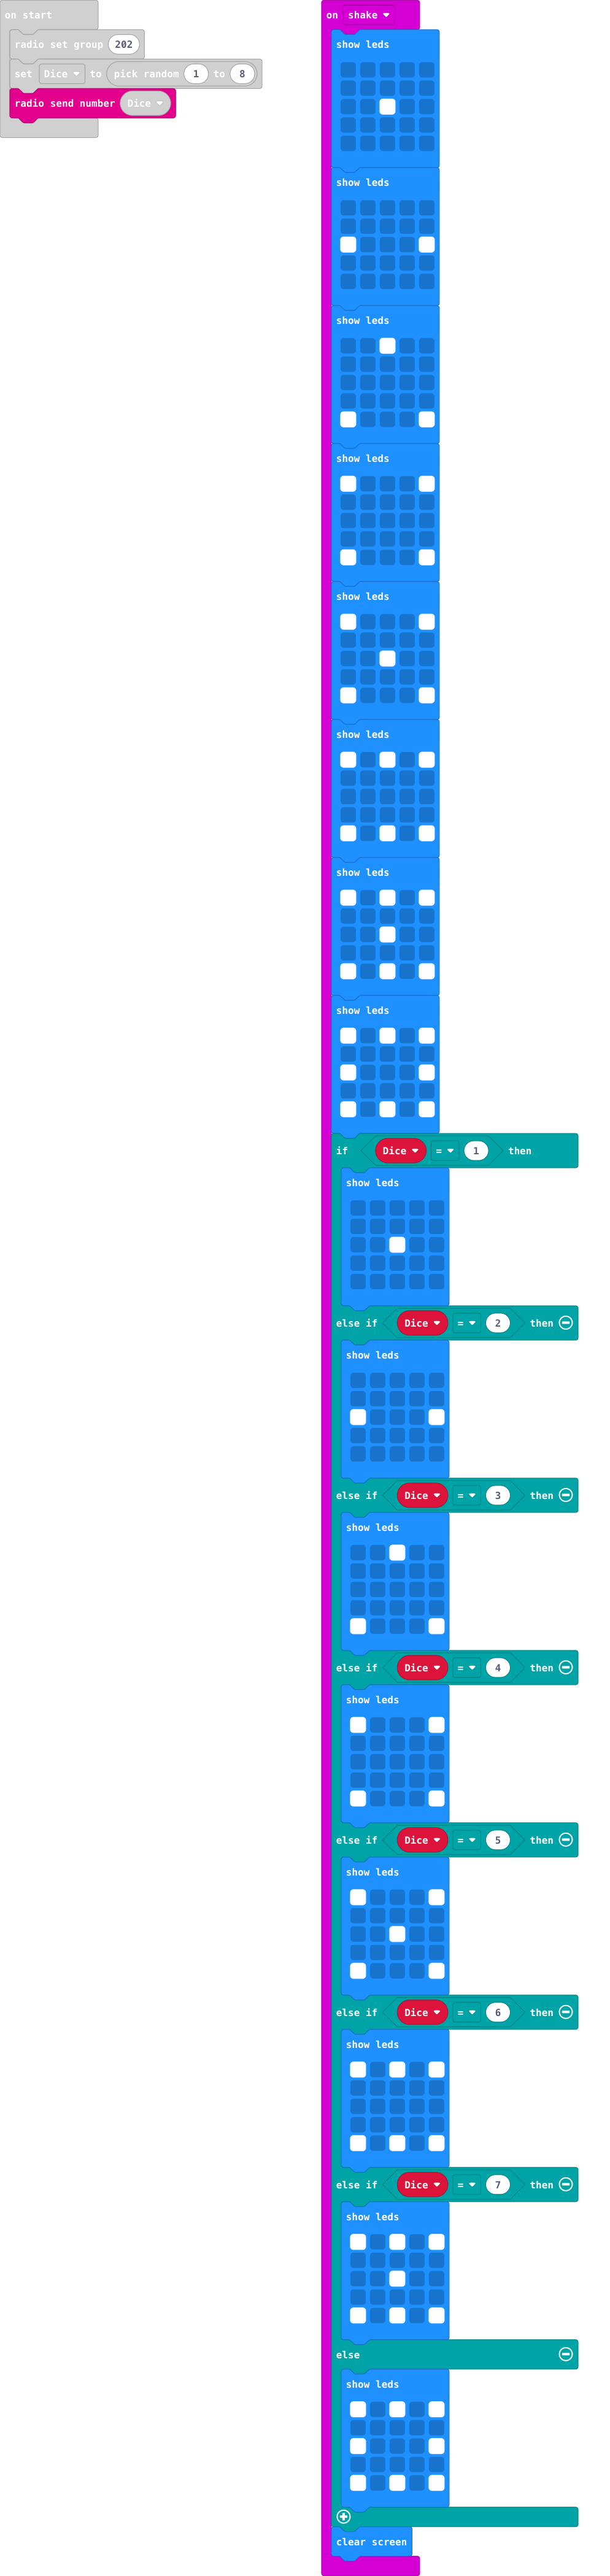 on start
radio set group 202
set Dice to pick random 1 to 8
radio send number Dice
on shake
show leds
show leds
show leds
show leds
show leds
show leds
show leds
show leds
if Dice = 1 then
show leds
else if Dice = 2 then
show leds
else if Dice = 3 then
show leds
else if Dice = 4 then
show leds
else if Dice = 5 then
show leds
else if Dice = 6 then
show leds
else if Dice = 7 then
show leds
else
show leds
clear screen